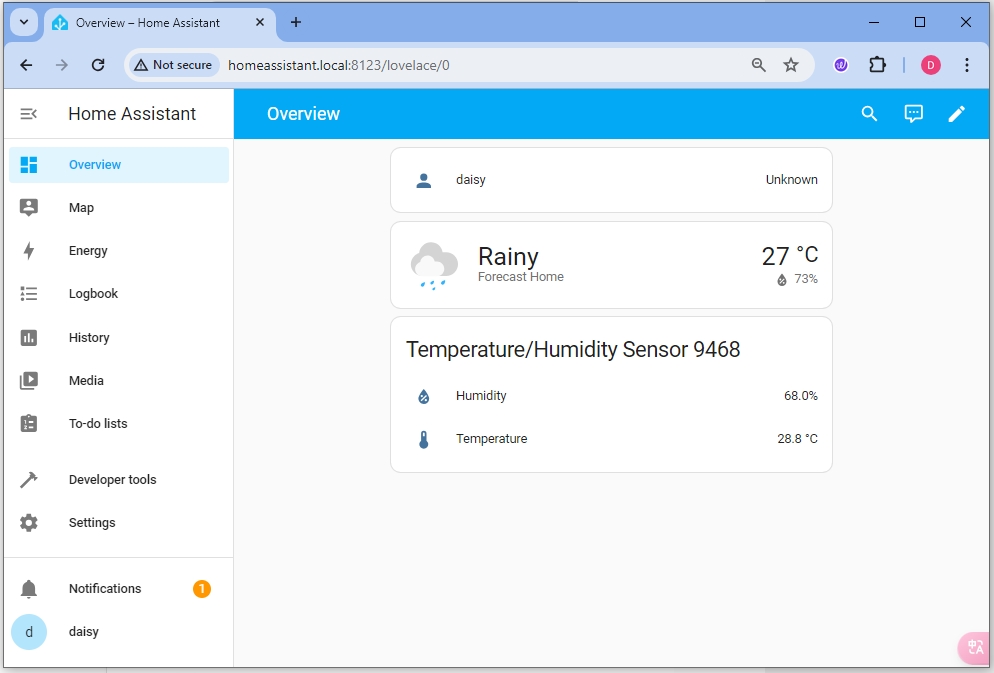 Overview – Home Assistant
Not secure
homeassistant.local:8123/lovelace/0
D
Home Assistant
Overview
Overview
Map
Energy
Logbook
History
Media
To-do lists
Developer tools
Settings
Notifications
1
d
daisy
daisy
Unknown
Rainy
27 °C
Forecast Home
73%
Temperature/Humidity Sensor 9468
Humidity
68.0%
Temperature
28.8 °C
中
A